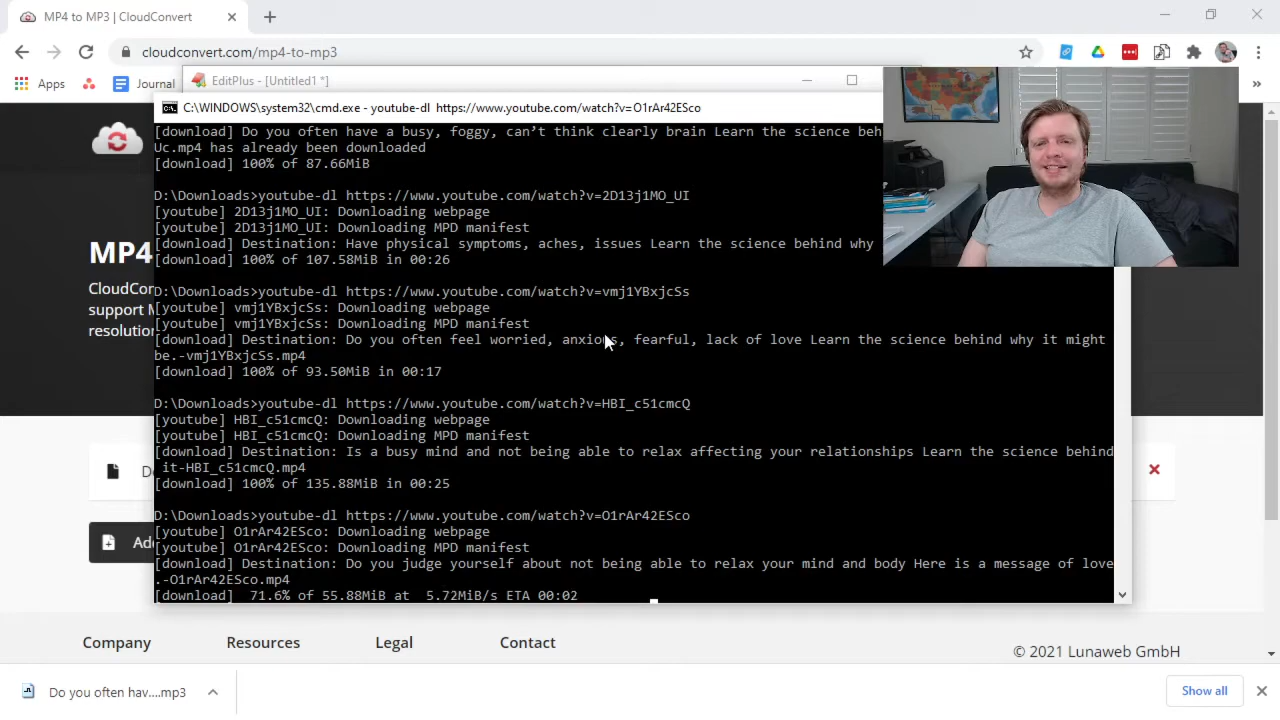 MP4 to MP3 | CloudConvert
cloudconvert.com/mp4-to-mp3
Apps
Journal
EditPlus - [Untitled1 *]
C:\WINDOWS\system32\cmd.exe - youtube-dl https://www.youtube.com/watch?v=O1rAr42ESco
[download] Do you often have a busy, foggy, can't think clearly brain Learn the science beh
Uc.mp4 has already been downloaded
[download] 100% of 87.66MiB
D:\Downloads>youtube-dl https://www.youtube.com/watch?v=2D13j1MO_UI
[youtube] 2D13j1MO_UI: Downloading webpage
[youtube] 2D13j1MO_UI: Downloading MPD manifest
[download] Destination: Have physical symptoms, aches, issues Learn the science behind why
[download] 100% of 107.58MiB in 00:26
D:\Downloads>youtube-dl https://www.youtube.com/watch?v=vmj1YBxjcSs
[youtube] vmj1YBxjcSs: Downloading webpage
[youtube] vmj1YBxjcSs: Downloading MPD manifest
[download] Destination: Do you often feel worried, anxious, fearful, lack of love Learn the science behind why it might
be.-vmj1YBxjcSs.mp4
[download] 100% of 93.50MiB in 00:17
D:\Downloads>youtube-dl https://www.youtube.com/watch?v=HBI_c51cmcQ
[youtube] HBI_c51cmcQ: Downloading webpage
[youtube] HBI_c51cmcQ: Downloading MPD manifest
[download] Destination: Is a busy mind and not being able to relax affecting your relationships Learn the science behind
it-HBI_c51cmcQ.mp4
[download] 100% of 135.88MiB in 00:25
D:\Downloads>youtube-dl https://www.youtube.com/watch?v=O1rAr42ESco
[youtube] O1rAr42ESco: Downloading webpage
[youtube] O1rAr42ESco: Downloading MPD manifest
[download] Destination: Do you judge yourself about not being able to relax your mind and body Here is a message of love
.-O1rAr42ESco.mp4
[download] 71.6% of 55.88MiB at 5.72MiB/s ETA 00:02
MP4
CloudCon
support M
resolution
Do
Add
Company
Resources
Legal
Contact
© 2021 Lunaweb GmbH
Do you often hav....mp3
Show all